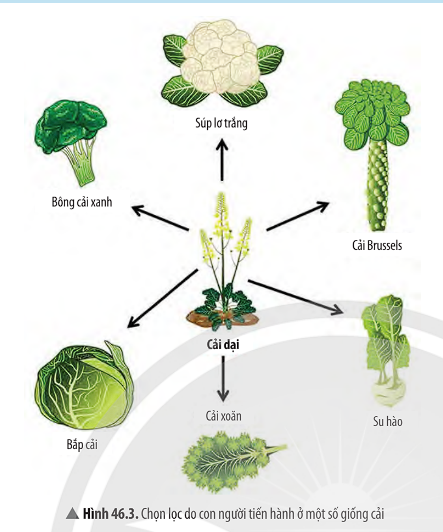 Súp lơ trắng
Bông cải xanh
Cải Brussels
Cải dại
Bắp cải
Cải xoăn
Su hào
▲ Hình 46.3. Chọn lọc do con người tiến hành ở một số giống cải